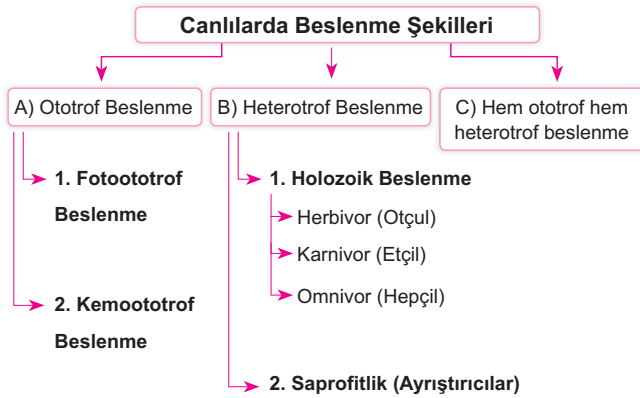 Canlılarda Beslenme Şekilleri
A) Ototrof Beslenme
B) Heterotrof Beslenme
C) Hem ototrof hem
heterotrof beslenme
1. Fotoototrof
Beslenme
2. Kemoototrof
Beslenme
1. Holozoik Beslenme
Herbivor (Otçul)
Karnivor (Etçil)
Omnivor (Hepçil)
2. Saprofitlik (Ayrıştırıcılar)